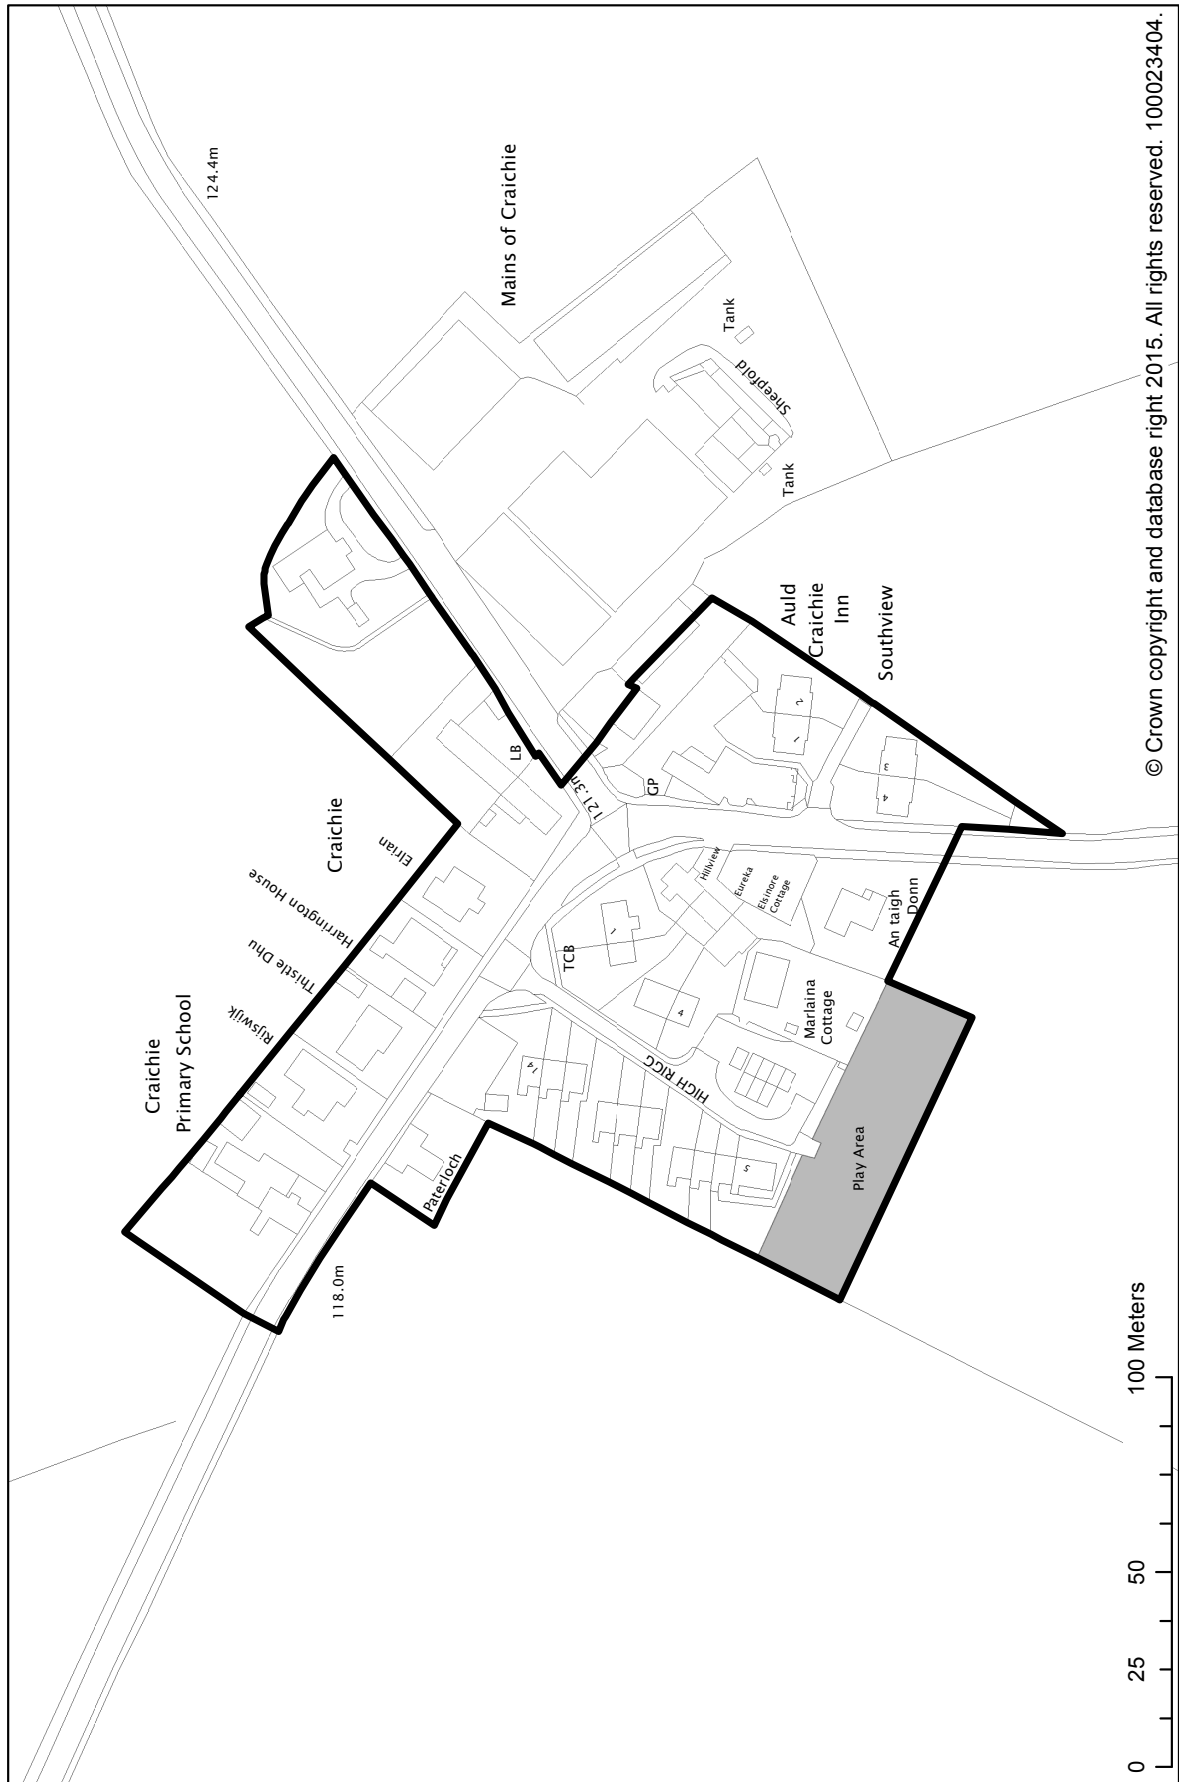 124.4m
Mains of Craichie
Tank
Sheepfold
Tank
Craichie
Elrian
Harrington House
Thistle Dhu
Rijswijk
Craichie
Primary School
LB
121.3m
GP
Auld
Craichie
Inn
Southview
1
2
3
4
Hillview
Eureka
Elsinore
Cottage
An taigh
Donn
TCB
1
4
Marlaina
Cottage
HIGH RIGG
14
5
Paterloch
118.0m
Play Area
0
25
50
100 Meters
© Crown copyright and database right 2015. All rights reserved. 100023404.